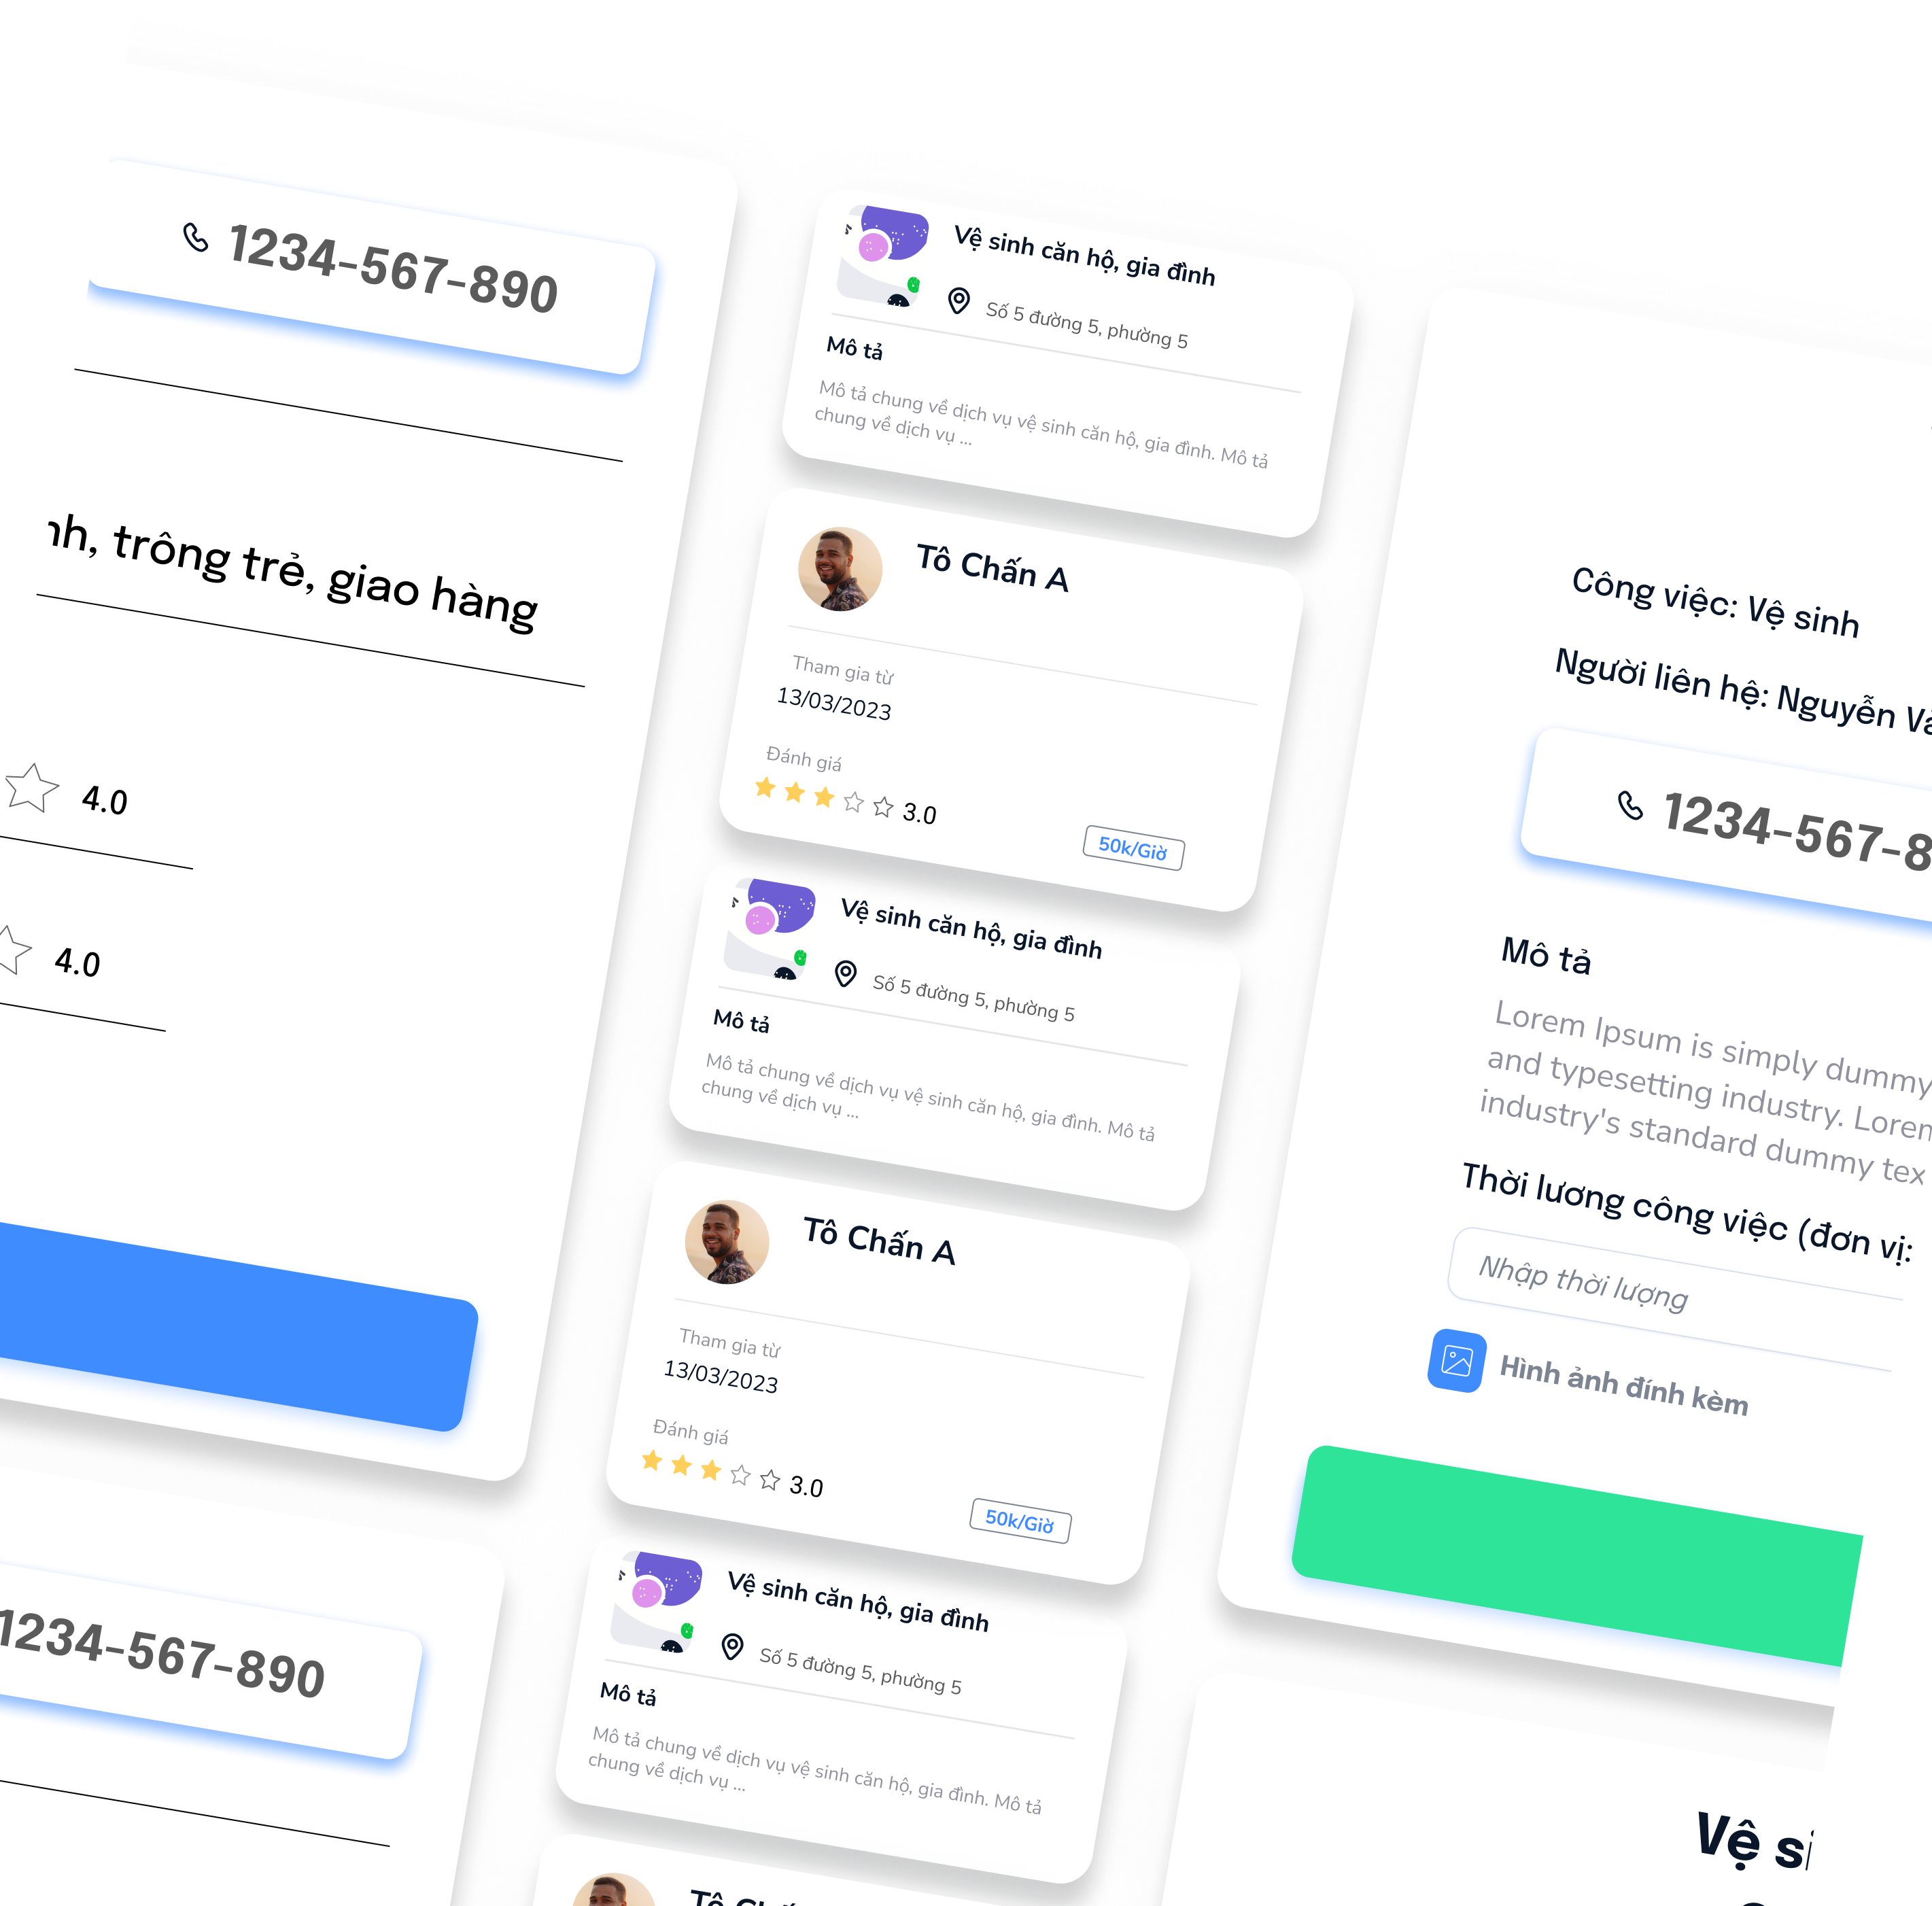 1234-567-890
trông trẻ, giao hàng
4.0
4.0
1234-567-890
Vệ sinh căn hộ, gia đình
Số 5 đường 5, phường 5
Mô tả
Mô tả chung về dịch vụ vệ sinh căn hộ, gia đình. Mô tả
chung về dịch vụ ...
Tô Chấn A
Tham gia từ
13/03/2023
Đánh giá
3.0
50k/Giờ
Vệ sinh căn hộ, gia đình
Số 5 đường 5, phường 5
Mô tả
Mô tả chung về dịch vụ vệ sinh căn hộ, gia đình. Mô tả
chung về dịch vụ ...
Tô Chấn A
Tham gia từ
13/03/2023
Đánh giá
3.0
50k/Giờ
Vệ sinh căn hộ, gia đình
Số 5 đường 5, phường 5
Mô tả
Mô tả chung về dịch vụ vệ sinh căn hộ, gia đình. Mô tả
chung về dịch vụ ...
Công việc: Vệ sinh
Người liên hệ: Nguyễn
1234-567-8
Mô tả
Lorem Ipsum is simply dummy
and typesetting industry. Lorem
industry's standard dummy tex
Thời lương công việc (đơn vị:
Nhập thời lượng
Hình ảnh đính kèm
Vệ